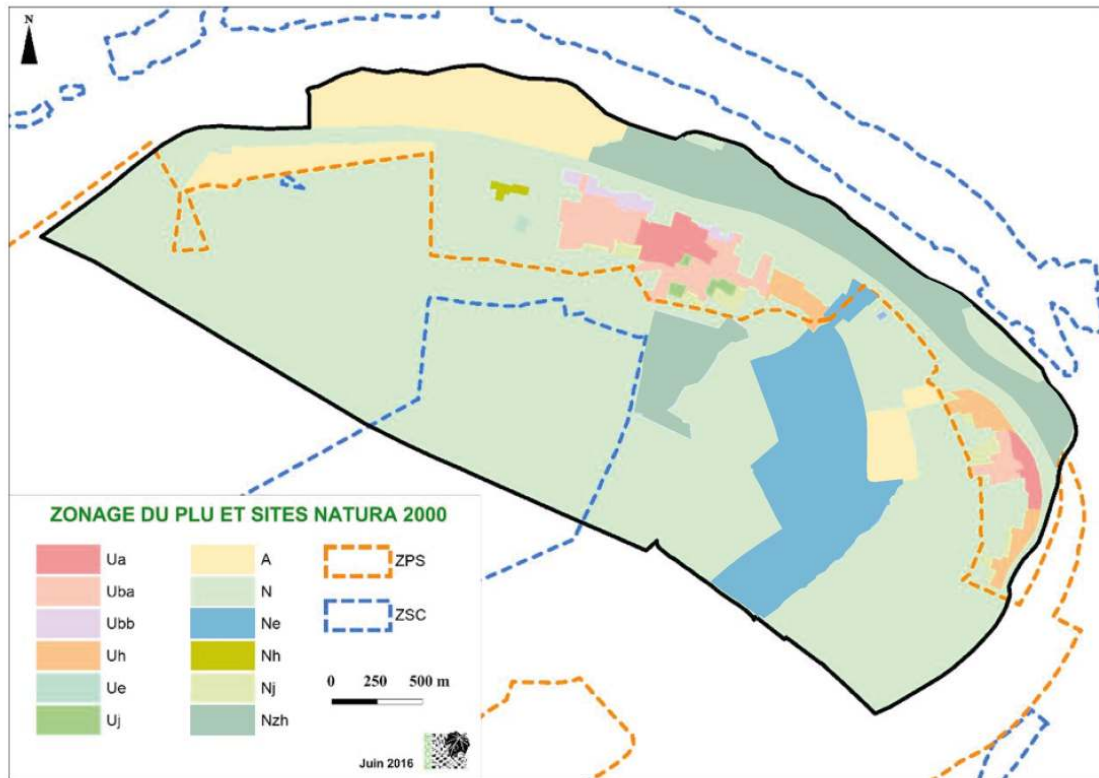 N
ZONAGE DU PLU ET SITES NATURA 2000
Ua
Uba
Ubb
Uh
Ue
Uj
A
N
Ne
Nh
Nj
Nzh
ZPS
ZSC
0 250 500 m
Juin 2016